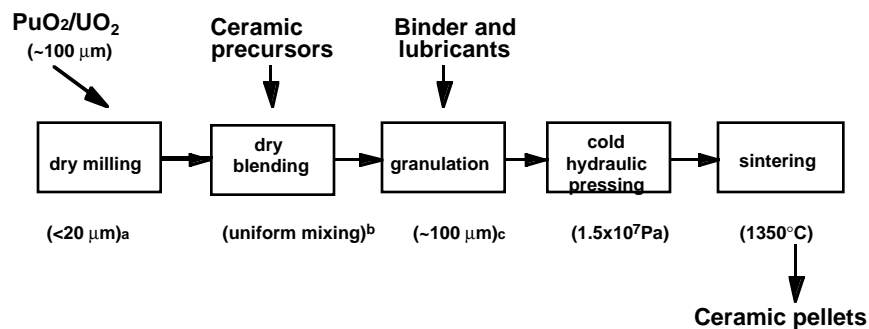 PuO₂/UO₂
(~100 μm)
Ceramic
precursors
Binder and
lubricants
dry milling
dry
blending
granulation
cold
hydraulic
pressing
sintering
(<20 μm)a
(uniform mixing)ᵇ
(~100 μm)c
(1.5x10⁷Pa)
(1350°C)
Ceramic pellets